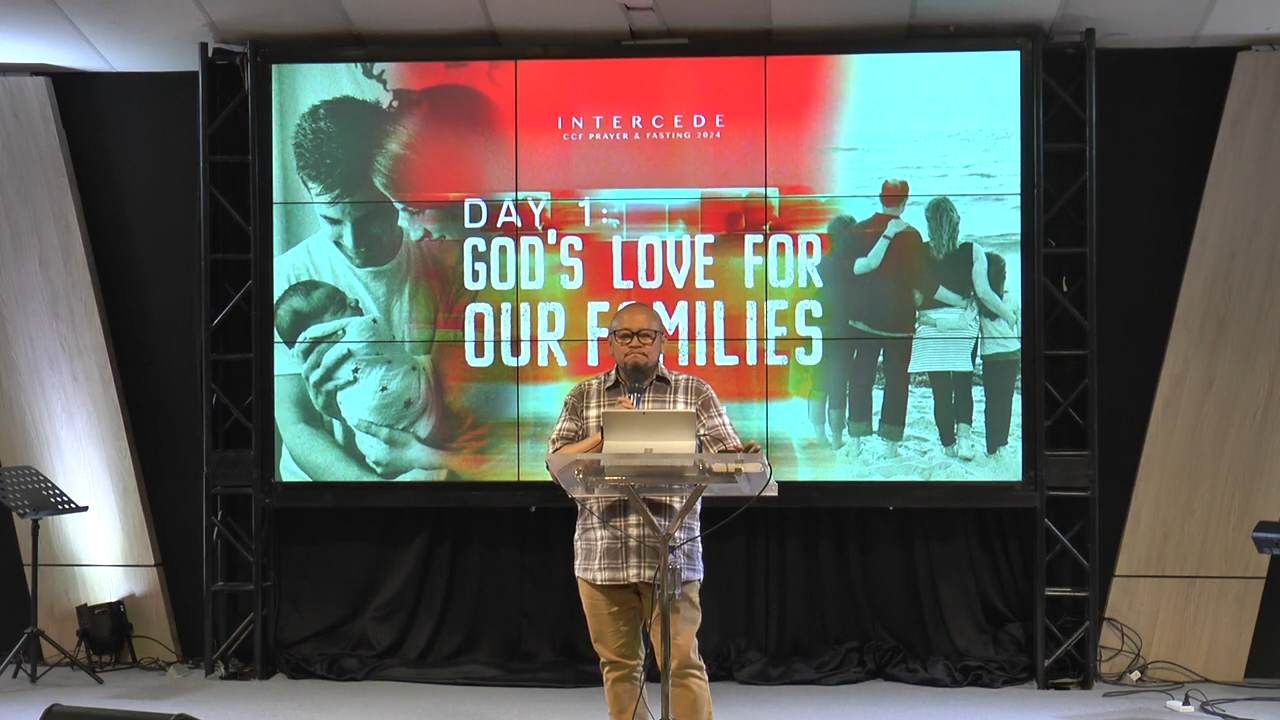 INTERCEDE
CCF PRAYER & FASTING 2024
DAY 1:
GOD'S LOVE FOR
OUR FAMILIES